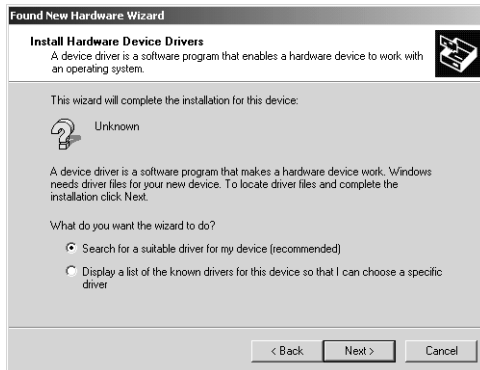 Found New Hardware Wizard
Install Hardware Device Drivers
A device driver is a software program that enables a hardware device to work with
an operating system.
This wizard will complete the installation for this device:
Unknown
A device driver is a software program that makes a hardware device work. Windows
needs driver files for your new device. To locate driver files and complete the
installation click Next.
What do you want the wizard to do?
Search for a suitable driver for my device (recommended)
Display a list of the known drivers for this device so that I can choose a specific
driver
< Back Next > Cancel